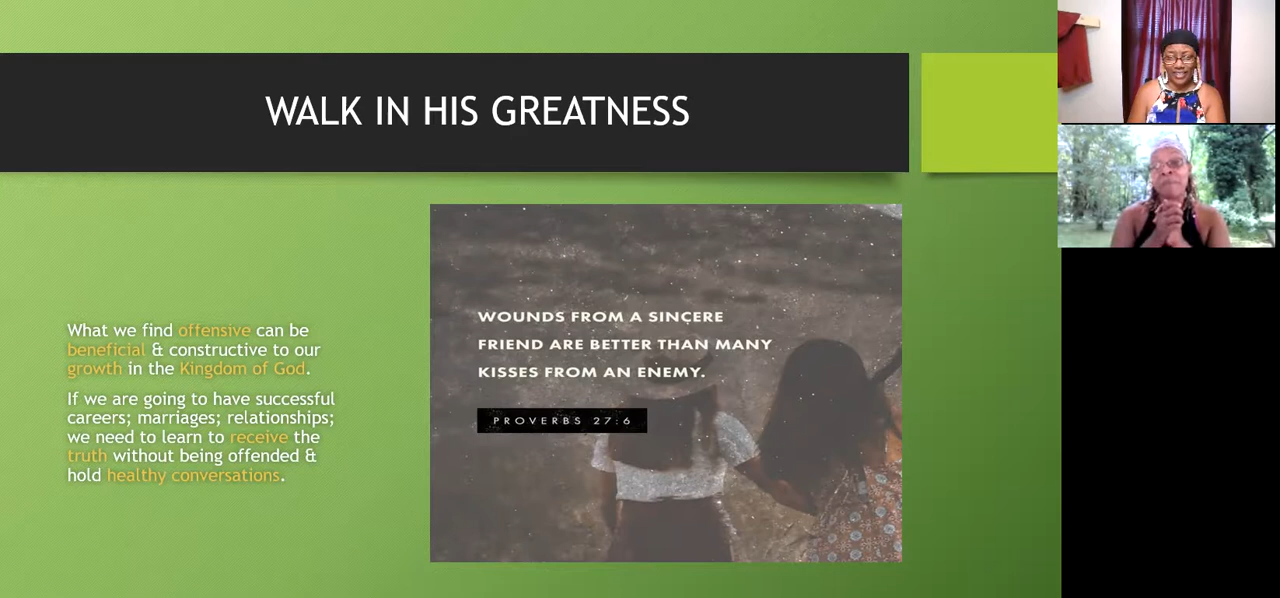 WALK IN HIS GREATNESS
What we find offensive can be
beneficial & constructive to our
growth in the Kingdom of God.
If we are going to have successful
careers; marriages; relationships;
we need to learn to receive the
truth without being offended &
hold healthy conversations.
WOUNDS FROM A SINCERE
FRIEND ARE BETTER THAN MANY
KISSES FROM AN ENEMY.
PROVERBS 27:6